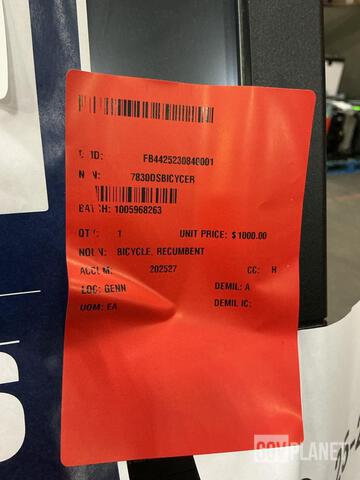 ID: FB4425230840001
7830DSBICYCER
BATCH: 1005968263
QTY: 1 UNIT PRICE: $1000.00
NOUN: BICYCLE, RECUMBENT
ACCUM: 202527 CC: H
LOC: GENN DEMIL: A
UOM: EA DEMIL IC:
GOVPLANET